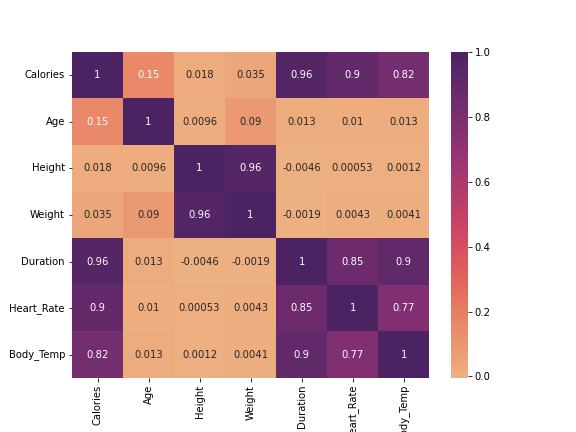 Calories 1 0.15 0.018 0.035 0.96 0.9 0.82
Age 0.15 1 0.0096 0.09 0.013 0.01 0.013
Height 0.018 0.0096 1 0.96 -0.0046 0.00053 0.0012
Weight 0.035 0.09 0.96 1 -0.0019 0.0043 0.0041
Duration 0.96 0.013 -0.0046 -0.0019 1 0.85 0.9
Heart_Rate 0.9 0.01 0.00053 0.0043 0.85 1 0.77
Body_Temp 0.82 0.013 0.0012 0.0041 0.9 0.77 1
Calories
Age
Height
Weight
Duration
eart_Rate
ody_Temp
1.0
0.8
0.6
0.4
0.2
0.0